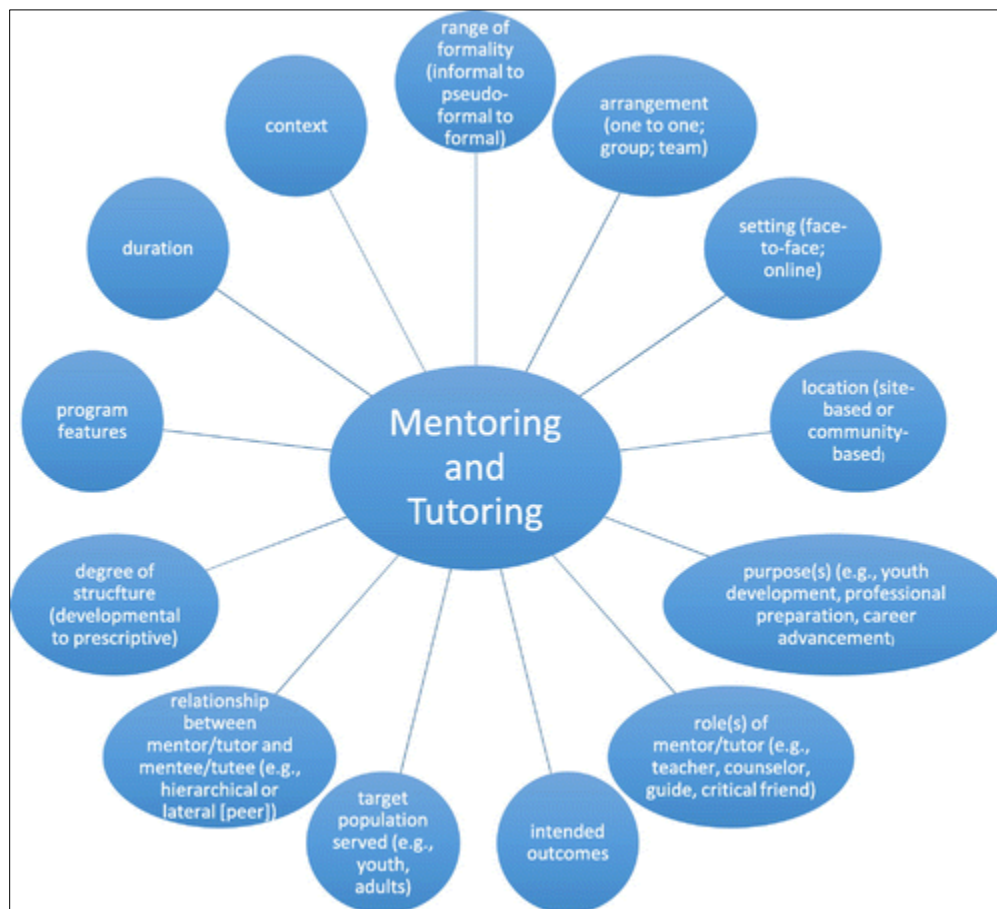 range of
formality
(informal to
pseudo-
formal to
formal)
arrangement
(one to one;
group; team)
setting (face-
to-face;
online)
location (site-
based or
community-
based)
purpose(s) (e.g., youth
development, professional
preparation, career
advancement)
role(s) of
mentor/tutor (e.g.,
teacher, counselor,
guide, critical friend)
intended
outcomes
target
population
served (e.g.,
youth,
adults)
relationship
between
mentor/tutor and
mentee/tutee (e.g.,
hierarchical or
lateral [peer])
degree of
strucfture
(developmental
to prescriptive)
program
features
duration
context
Mentoring
and
Tutoring